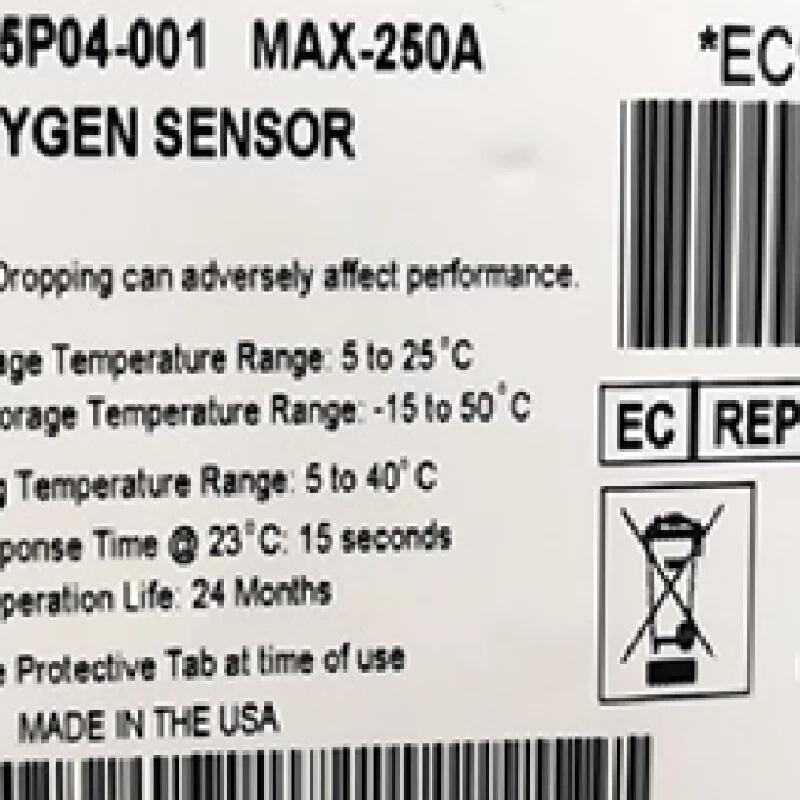 5P04-001 MAX-250A
*EC
YGEN SENSOR
Dropping can adversely affect performance.
age Temperature Range: 5 to 25°C
orage Temperature Range: -15 to 50°C
EC REP
g Temperature Range: 5 to 40°C
ponse Time @ 23°C: 15 seconds
peration Life: 24 Months
e Protective Tab at time of use
MADE IN THE USA